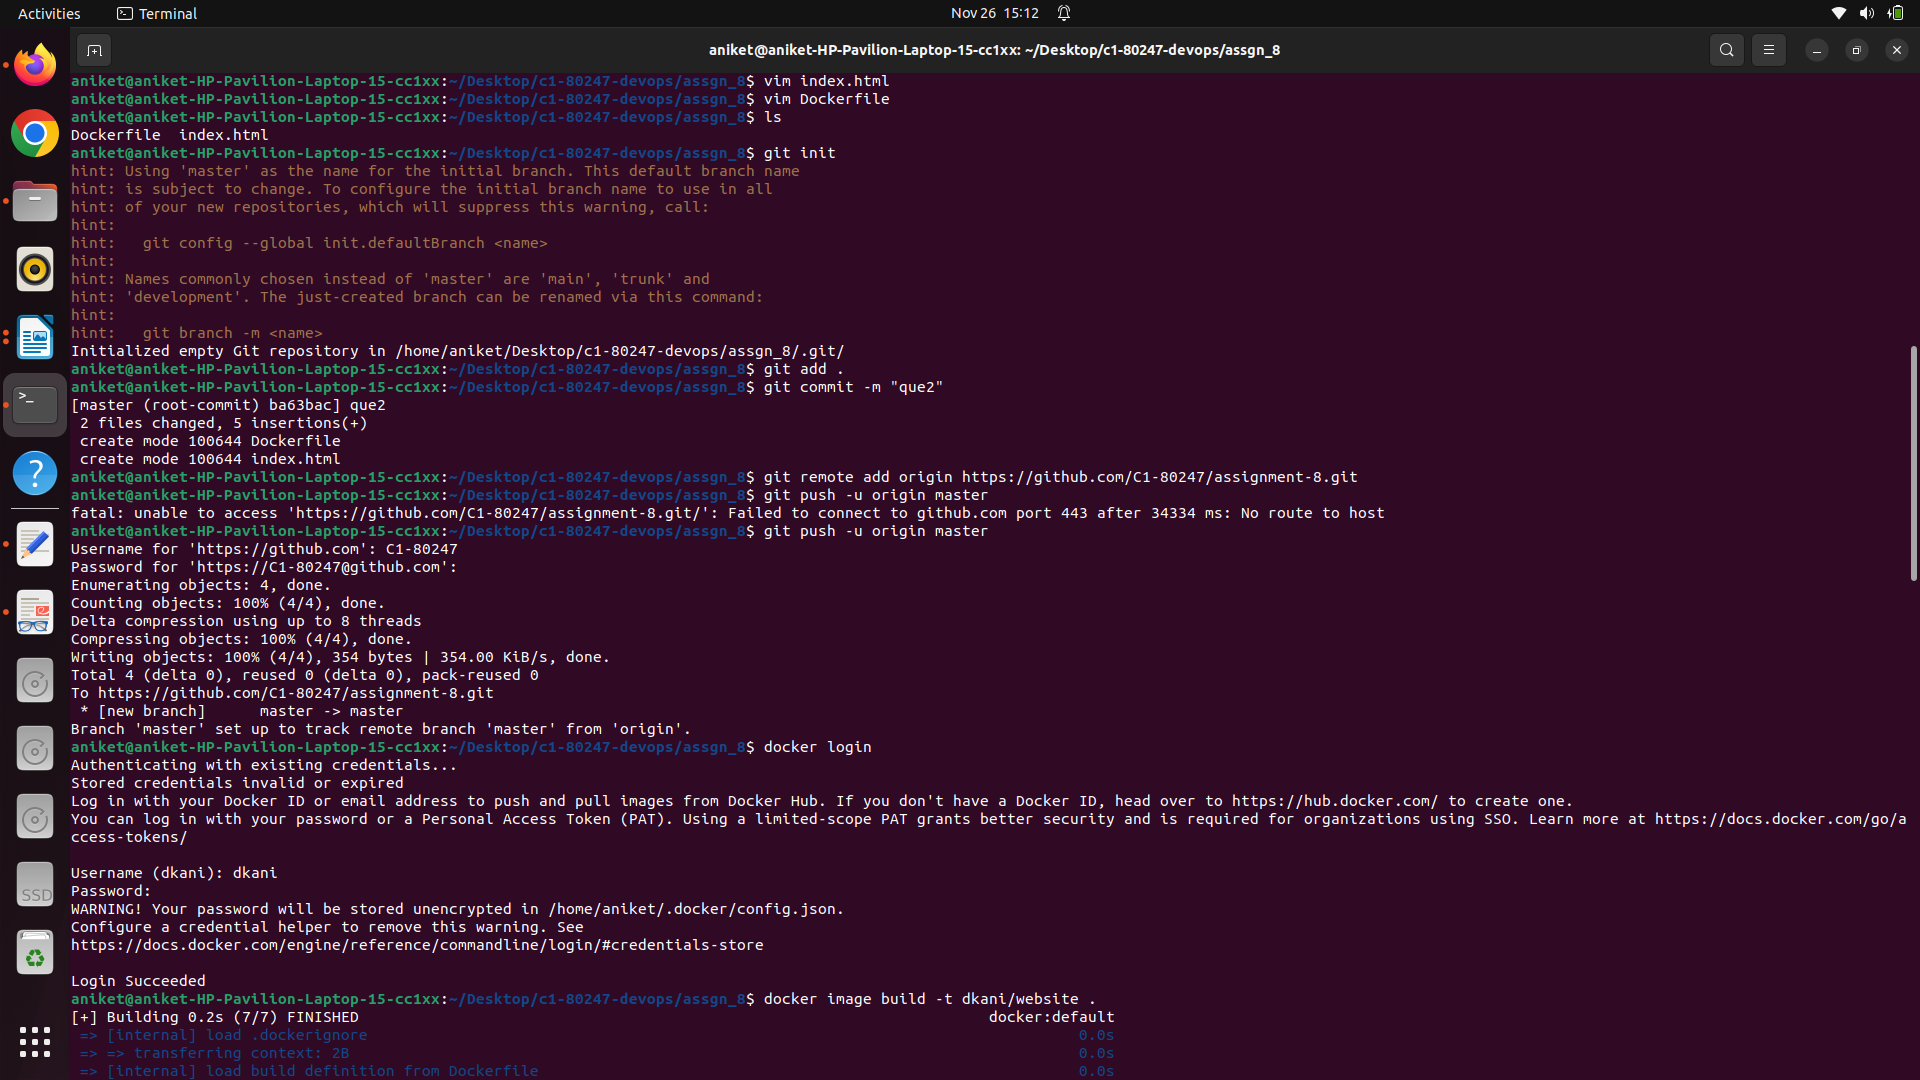 Activities
Terminal
Nov 26 15:12
aniket@aniket-HP-Pavilion-Laptop-15-cc1xx: ~/Desktop/c1-80247-devops/assgn_8
aniket@aniket-HP-Pavilion-Laptop-15-cc1xx:~/Desktop/c1-80247-devops/assgn_8$ vim index.html
aniket@aniket-HP-Pavilion-Laptop-15-cc1xx:~/Desktop/c1-80247-devops/assgn_8$ vim Dockerfile
aniket@aniket-HP-Pavilion-Laptop-15-cc1xx:~/Desktop/c1-80247-devops/assgn_8$ ls
Dockerfile  index.html
aniket@aniket-HP-Pavilion-Laptop-15-cc1xx:~/Desktop/c1-80247-devops/assgn_8$ git init
hint: Using 'master' as the name for the initial branch. This default branch name
hint: is subject to change. To configure the initial branch name to use in all
hint: of your new repositories, which will suppress this warning, call:
hint:
hint:   git config --global init.defaultBranch <name>
hint:
hint: Names commonly chosen instead of 'master' are 'main', 'trunk' and
hint: 'development'. The just-created branch can be renamed via this command:
hint:
hint:   git branch -m <name>
Initialized empty Git repository in /home/aniket/Desktop/c1-80247-devops/assgn_8/.git/
aniket@aniket-HP-Pavilion-Laptop-15-cc1xx:~/Desktop/c1-80247-devops/assgn_8$ git add .
aniket@aniket-HP-Pavilion-Laptop-15-cc1xx:~/Desktop/c1-80247-devops/assgn_8$ git commit -m "que2"
[master (root-commit) ba63bac] que2
 2 files changed, 5 insertions(+)
 create mode 100644 Dockerfile
 create mode 100644 index.html
aniket@aniket-HP-Pavilion-Laptop-15-cc1xx:~/Desktop/c1-80247-devops/assgn_8$ git remote add origin https://github.com/C1-80247/assignment-8.git
aniket@aniket-HP-Pavilion-Laptop-15-cc1xx:~/Desktop/c1-80247-devops/assgn_8$ git push -u origin master
fatal: unable to access 'https://github.com/C1-80247/assignment-8.git/': Failed to connect to github.com port 443 after 34334 ms: No route to host
aniket@aniket-HP-Pavilion-Laptop-15-cc1xx:~/Desktop/c1-80247-devops/assgn_8$ git push -u origin master
Username for 'https://github.com': C1-80247
Password for 'https://C1-80247@github.com':
Enumerating objects: 4, done.
Counting objects: 100% (4/4), done.
Delta compression using up to 8 threads
Compressing objects: 100% (4/4), done.
Writing objects: 100% (4/4), 354 bytes | 354.00 KiB/s, done.
Total 4 (delta 0), reused 0 (delta 0), pack-reused 0
To https://github.com/C1-80247/assignment-8.git
 * [new branch]      master -> master
Branch 'master' set up to track remote branch 'master' from 'origin'.
aniket@aniket-HP-Pavilion-Laptop-15-cc1xx:~/Desktop/c1-80247-devops/assgn_8$ docker login
Authenticating with existing credentials...
Stored credentials invalid or expired
Log in with your Docker ID or email address to push and pull images from Docker Hub. If you don't have a Docker ID, head over to https://hub.docker.com/ to create one.
You can log in with your password or a Personal Access Token (PAT). Using a limited-scope PAT grants better security and is required for organizations using SSO. Learn more at https://docs.docker.com/go/a
ccess-tokens/
Username (dkani): dkani
Password:
WARNING! Your password will be stored unencrypted in /home/aniket/.docker/config.json.
Configure a credential helper to remove this warning. See
https://docs.docker.com/engine/reference/commandline/login/#credentials-store
Login Succeeded
aniket@aniket-HP-Pavilion-Laptop-15-cc1xx:~/Desktop/c1-80247-devops/assgn_8$ docker image build -t dkani/website .
[+] Building 0.2s (7/7) FINISHED docker:default
 => [internal] load .dockerignore 0.0s
 => => transferring context: 2B 0.0s
 => [internal] load build definition from Dockerfile 0.0s
SSD